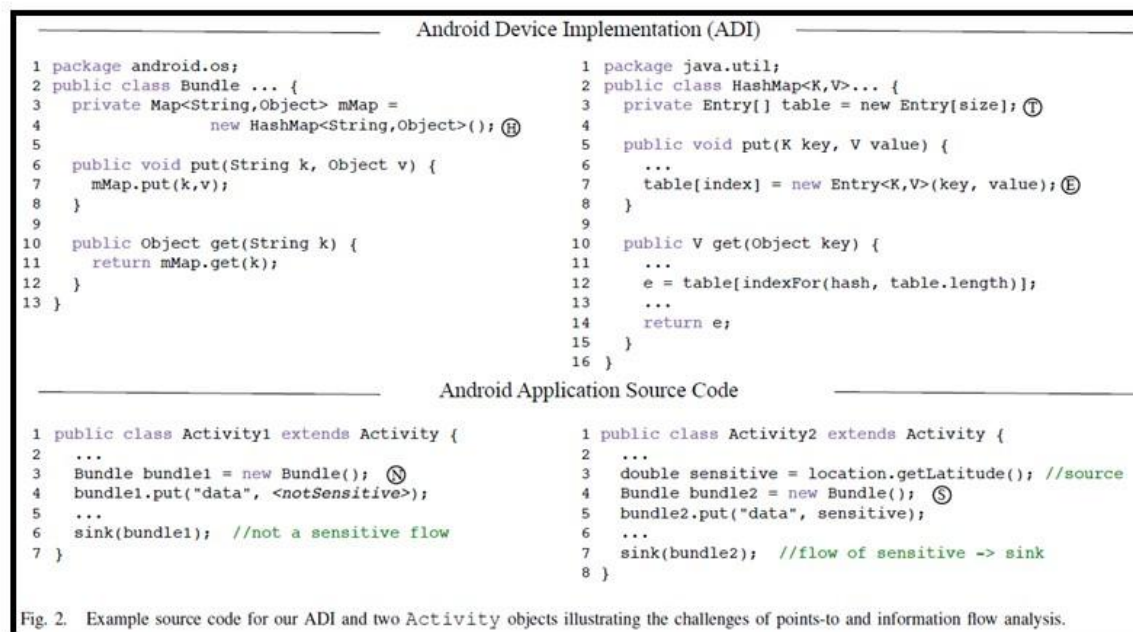 Android Device Implementation (ADI)
1 package android.os;
2 public class Bundle ... {
3 private Map<String,Object> mMap =
4 new HashMap<String,Object>(); Ⓗ
5
6 public void put(String k, Object v) {
7 mMap.put(k,v);
8 }
9
10 public Object get(String k) {
11 return mMap.get(k);
12 }
13 }
1 package java.util;
2 public class HashMap<K,V>... {
3 private Entry[] table = new Entry[size]; Ⓣ
4
5 public void put(K key, V value) {
6 ...
7 table[index] = new Entry<K,V>(key, value); Ⓔ
8 }
9
10 public V get(Object key) {
11 ...
12 e = table[indexFor(hash, table.length)];
13 ...
14 return e;
15 }
16 }
Android Application Source Code
1 public class Activity1 extends Activity {
2 ...
3 Bundle bundle1 = new Bundle(); Ⓝ
4 bundle1.put("data", <notSensitive>);
5 ...
6 sink(bundle1); //not a sensitive flow
7 }
1 public class Activity2 extends Activity {
2 ...
3 double sensitive = location.getLatitude(); //source
4 Bundle bundle2 = new Bundle(); Ⓢ
5 bundle2.put("data", sensitive);
6 ...
7 sink(bundle2); //flow of sensitive -> sink
8 }
Fig. 2. Example source code for our ADI and two Activity objects illustrating the challenges of points-to and information flow analysis.